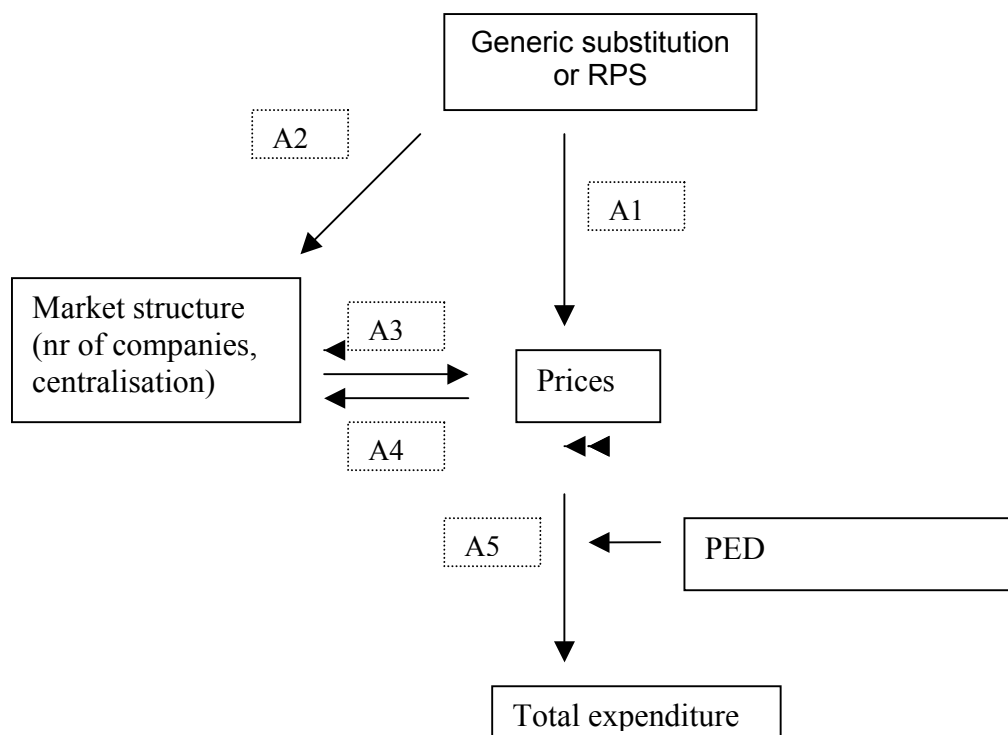 Generic substitution
or RPS
A2
A1
Market structure
(nr of companies,
centralisation)
A3
Prices
A4
A5
PED
Total expenditure